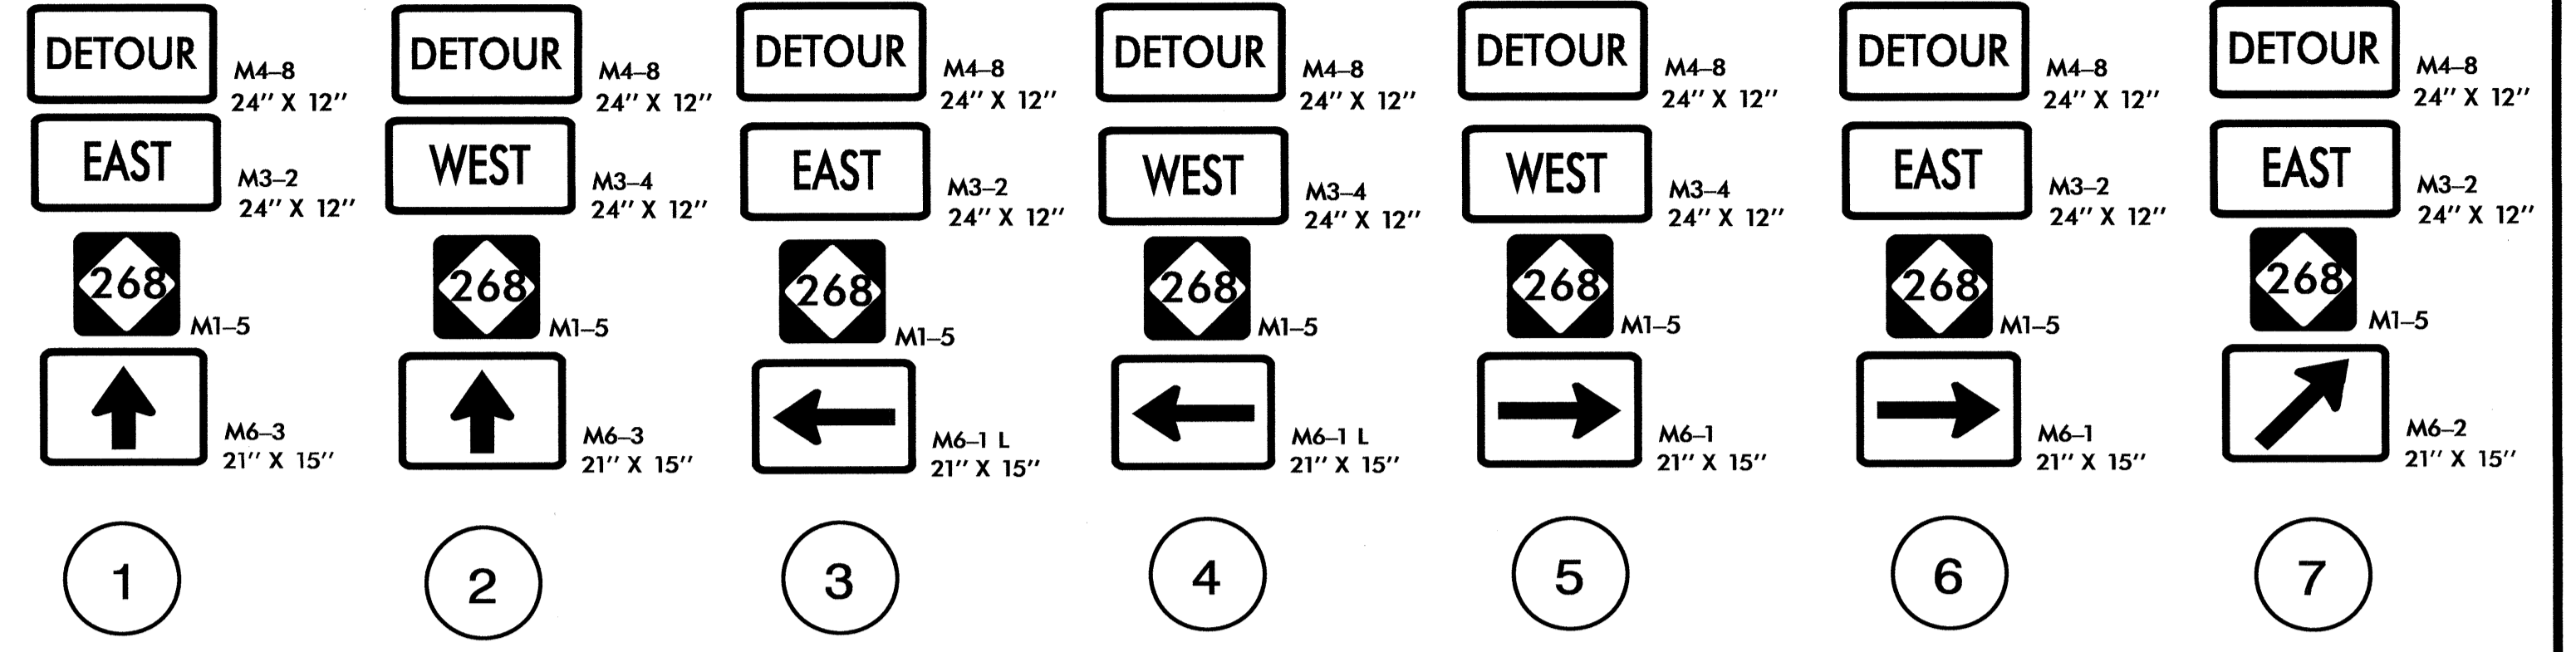 DETOUR
M4–8
24" X 12"
EAST
M3–2
24" X 12"
268
M1–5
M6–3
21" X 15"
1
DETOUR
M4–8
24" X 12"
WEST
M3–4
24" X 12"
268
M1–5
M6–3
21" X 15"
2
DETOUR
M4–8
24" X 12"
EAST
M3–2
24" X 12"
268
M1–5
M6–1 L
21" X 15"
3
DETOUR
M4–8
24" X 12"
WEST
M3–4
24" X 12"
268
M1–5
M6–1 L
21" X 15"
4
DETOUR
M4–8
24" X 12"
WEST
M3–4
24" X 12"
268
M1–5
M6–1
21" X 15"
5
DETOUR
M4–8
24" X 12"
EAST
M3–2
24" X 12"
268
M1–5
M6–1
21" X 15"
6
DETOUR
M4–8
24" X 12"
EAST
M3–2
24" X 12"
268
M1–5
M6–2
21" X 15"
7